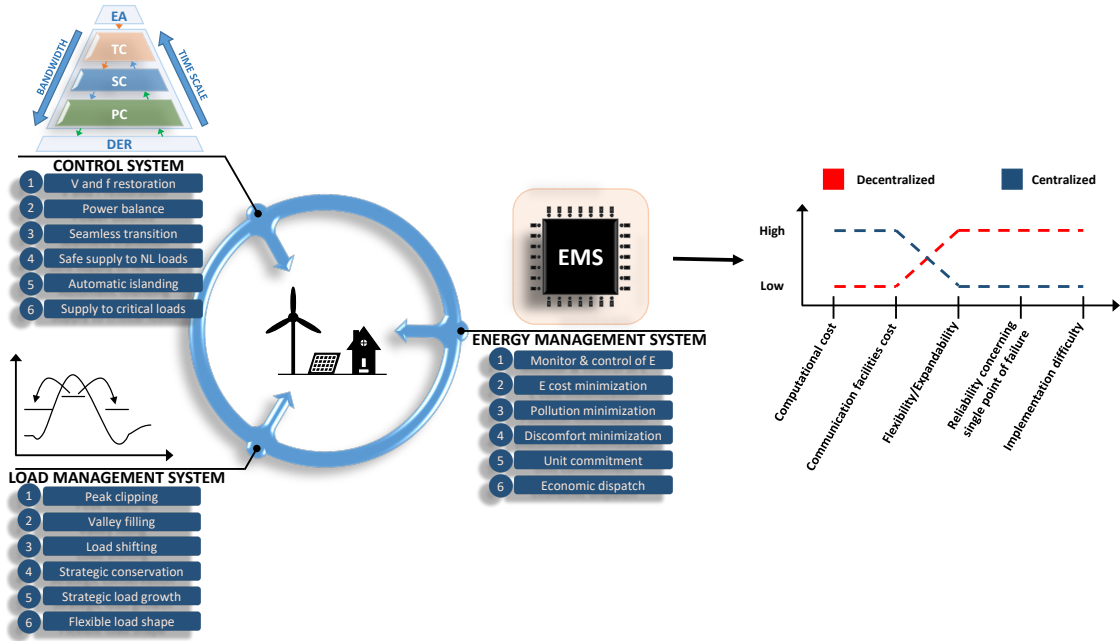 EA
TC
SC
PC
DER
BANDWIDTH
TIME SCALE
CONTROL SYSTEM
1 V and f restoration
2 Power balance
3 Seamless transition
4 Safe supply to NL loads
5 Automatic islanding
6 Supply to critical loads
LOAD MANAGEMENT SYSTEM
1 Peak clipping
2 Valley filling
3 Load shifting
4 Strategic conservation
5 Strategic load growth
6 Flexible load shape
EMS
ENERGY MANAGEMENT SYSTEM
1 Monitor & control of E
2 E cost minimization
3 Pollution minimization
4 Discomfort minimization
5 Unit commitment
6 Economic dispatch
Decentralized
Centralized
High
Low
Computational cost
Communication facilities cost
Flexibility/Expandability
Reliability concerning
single point of failure
Implementation difficulty